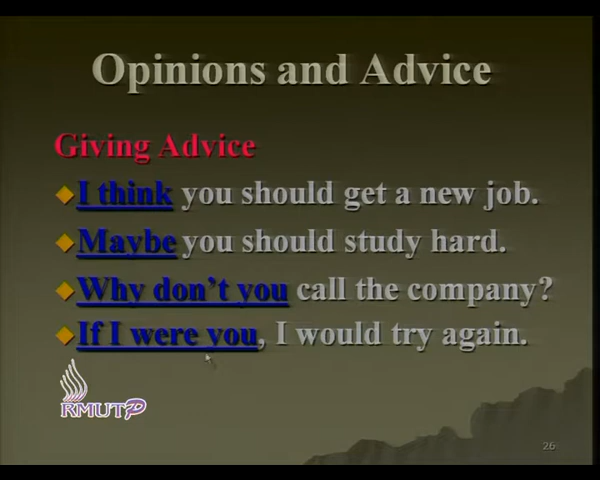 Opinions and Advice
Giving Advice
I think you should get a new job.
Maybe you should study hard.
Why don't you call the company?
If I were you, I would try again.
RMUTP
26